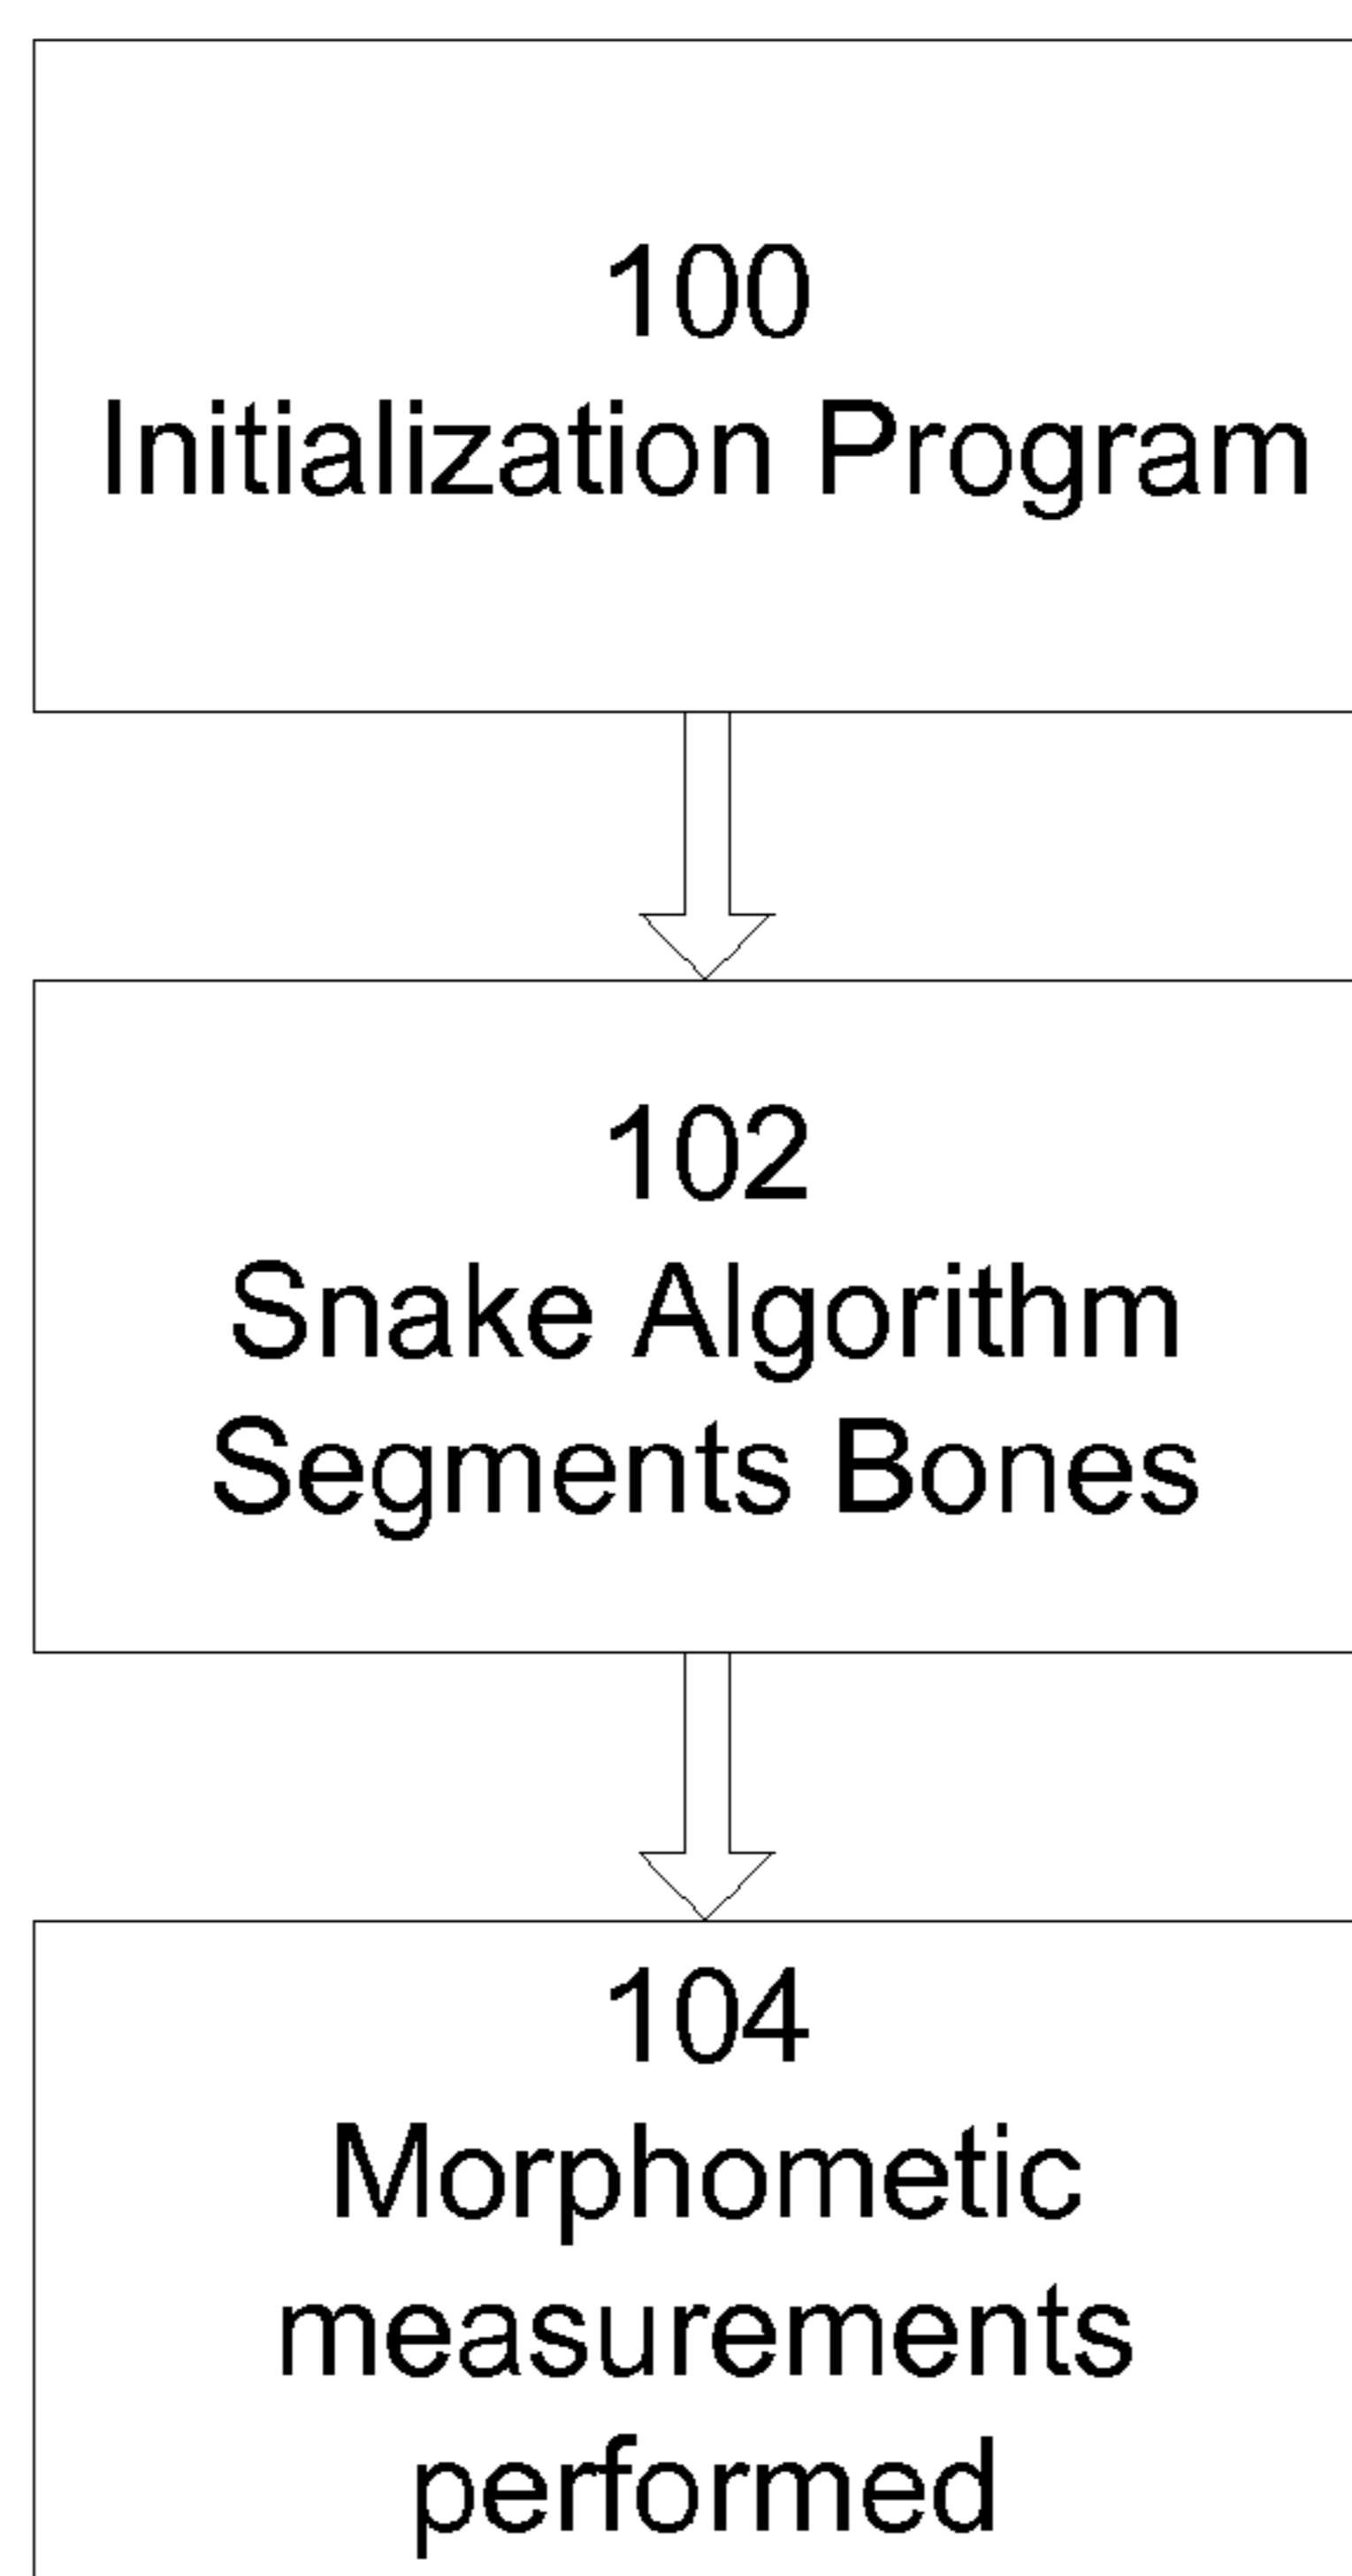 100
Initialization Program
102
Snake Algorithm
Segments Bones
104
Morphometic
measurements
performed